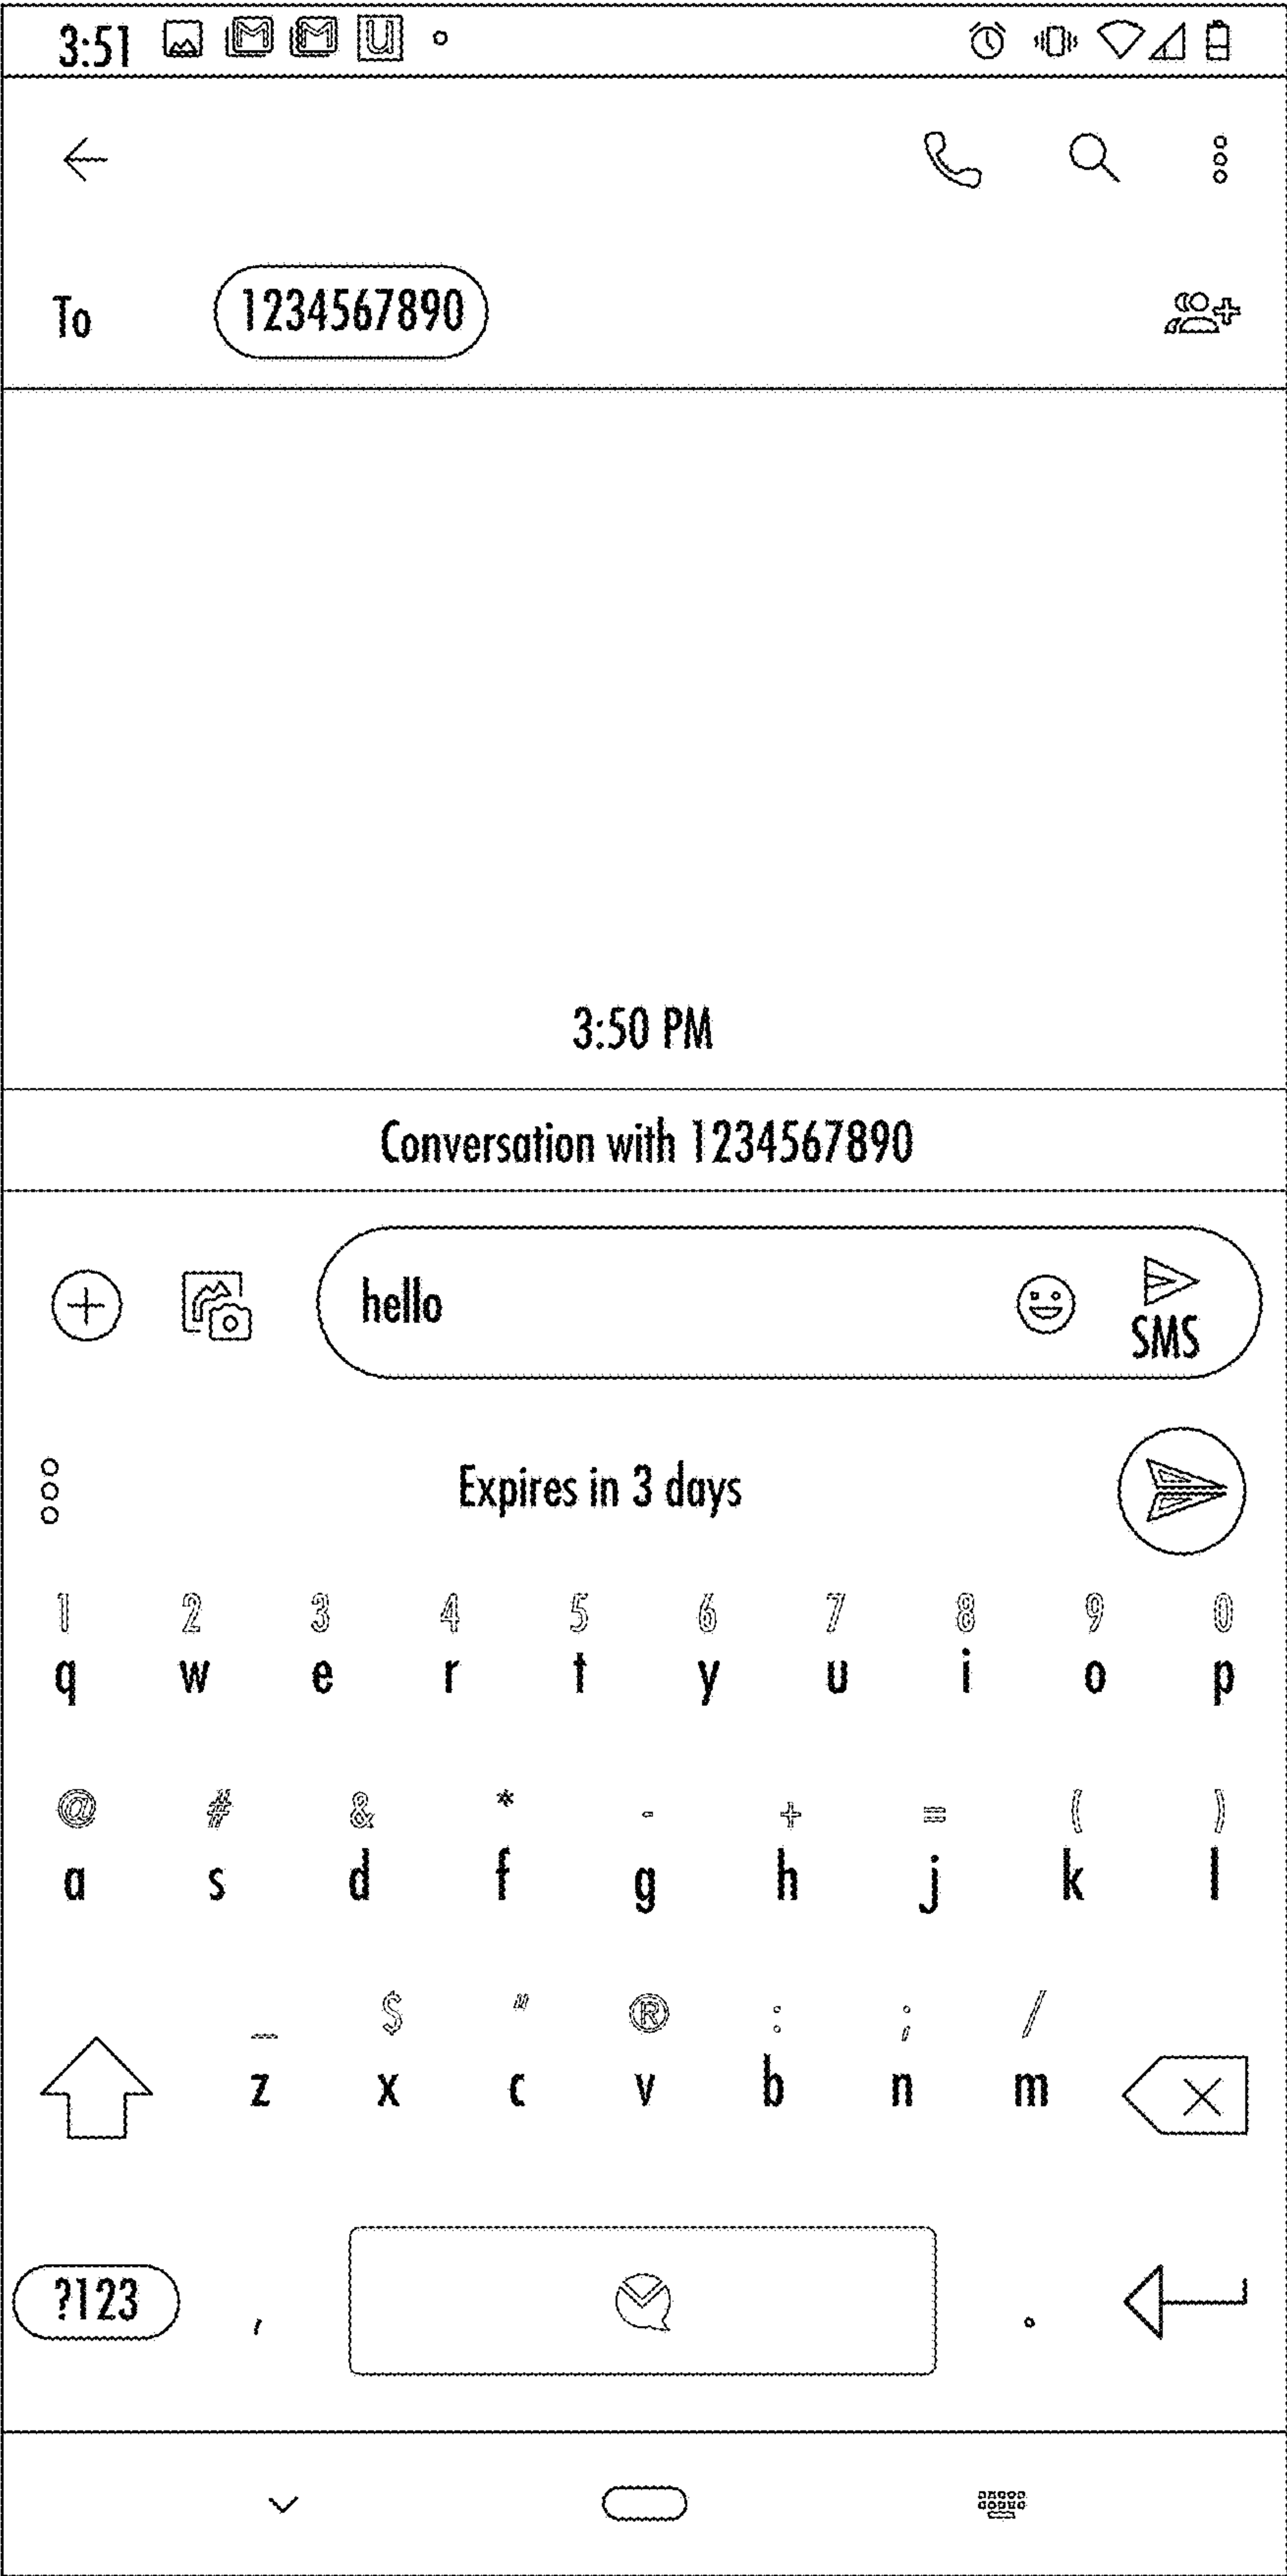 3:51
To 1234567890
3:50 PM
Conversation with 1234567890
hello
SMS
Expires in 3 days
1 2 3 4 5 6 7 8 9 0
q w e r t y u i o p
@ # & * - + = ( )
a s d f g h j k l
_ $ " ® : ; /
z x c v b n m
?123 , .